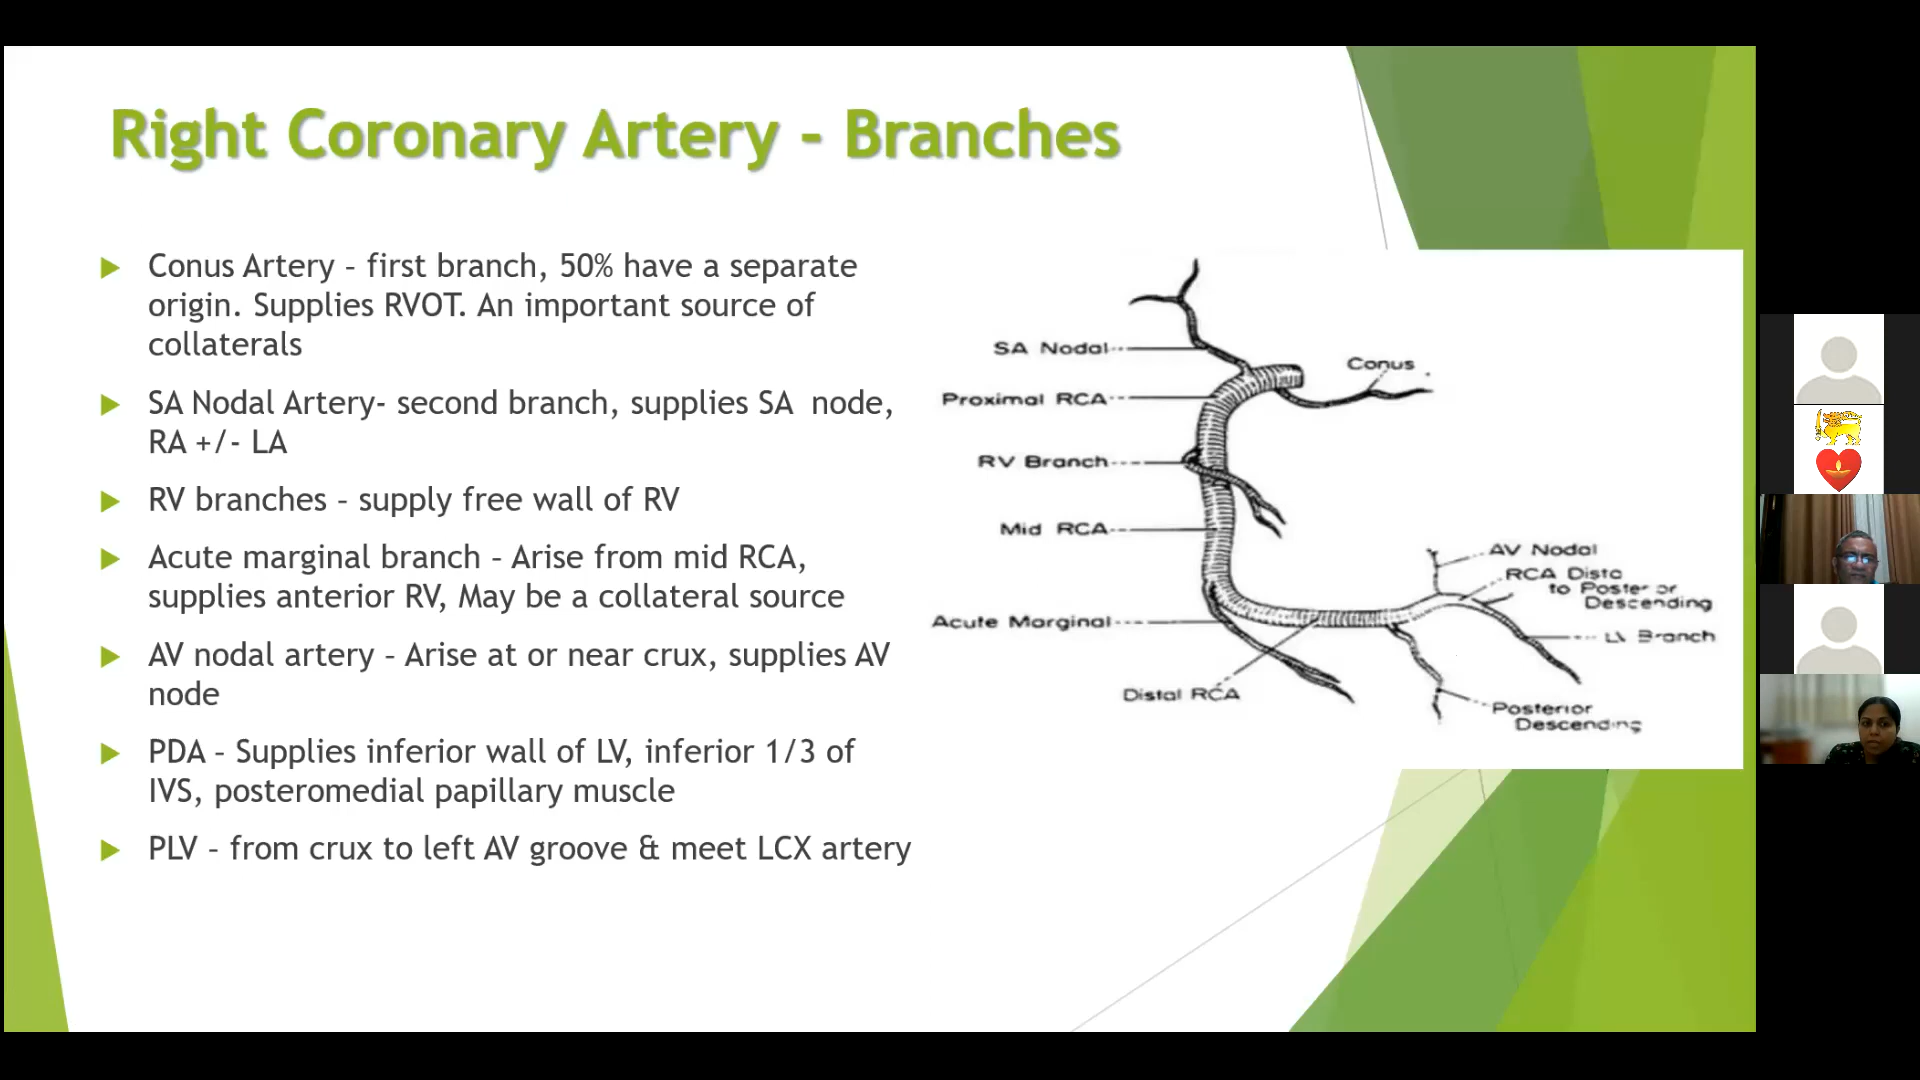 Right Coronary Artery - Branches
Conus Artery – first branch, 50% have a separate
origin. Supplies RVOT. An important source of
collaterals
SA Nodal Artery- second branch, supplies SA node,
RA +/- LA
RV branches – supply free wall of RV
Acute marginal branch – Arise from mid RCA,
supplies anterior RV, May be a collateral source
AV nodal artery – Arise at or near crux, supplies AV
node
PDA – Supplies inferior wall of LV, inferior 1/3 of
IVS, posteromedial papillary muscle
PLV – from crux to left AV groove & meet LCX artery
SA Nodal
Conus
Proximal RCA
RV Branch
Mid RCA
AV Nodal
RCA Dista
to Poster or
Descending
Acute Marginal
LV Branch
Distal RCA
Posterior
Descending